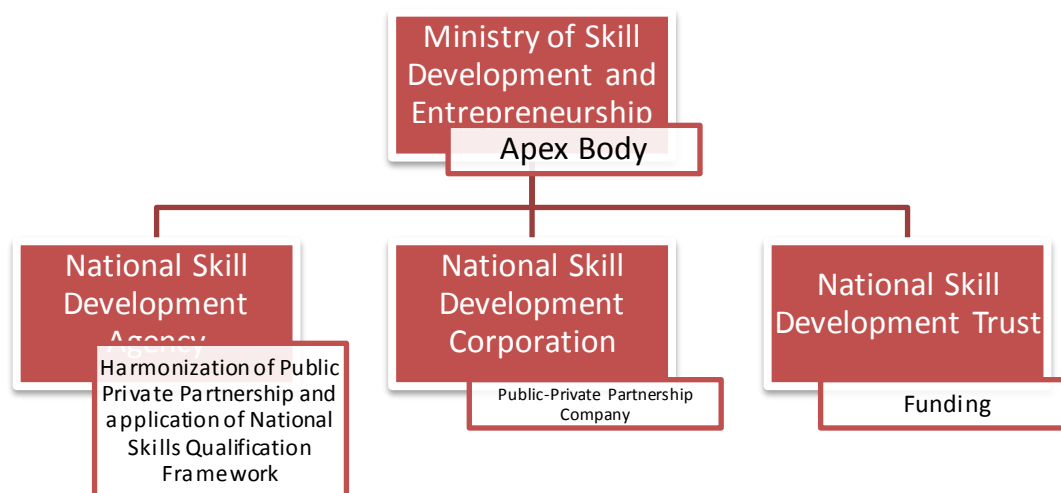 Ministry of Skill
Development and
Entrepreneurship
Apex Body
National Skill
Development
Agency
Harmonization of Public
Private Partnership and
application of National
Skills Qualification
Framework
National Skill
Development
Corporation
Public-Private Partnership
Company
National Skill
Development Trust
Funding